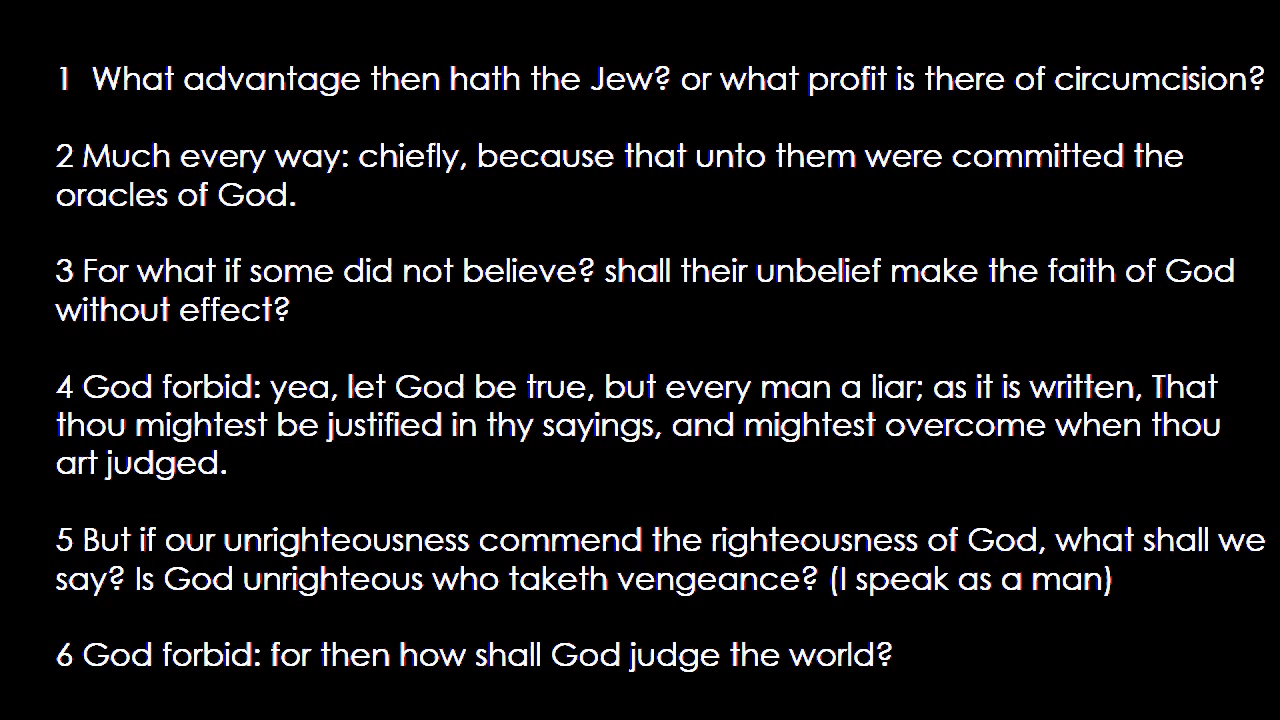 1  What advantage then hath the Jew? or what profit is there of circumcision?
2 Much every way: chiefly, because that unto them were committed the
oracles of God.
3 For what if some did not believe? shall their unbelief make the faith of God
without effect?
4 God forbid: yea, let God be true, but every man a liar; as it is written, That
thou mightest be justified in thy sayings, and mightest overcome when thou
art judged.
5 But if our unrighteousness commend the righteousness of God, what shall we
say? Is God unrighteous who taketh vengeance? (I speak as a man)
6 God forbid: for then how shall God judge the world?